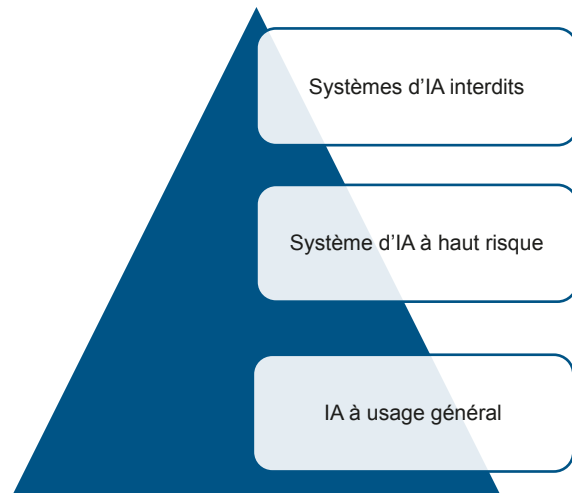 Systèmes d'IA interdits
Système d'IA à haut risque
IA à usage général